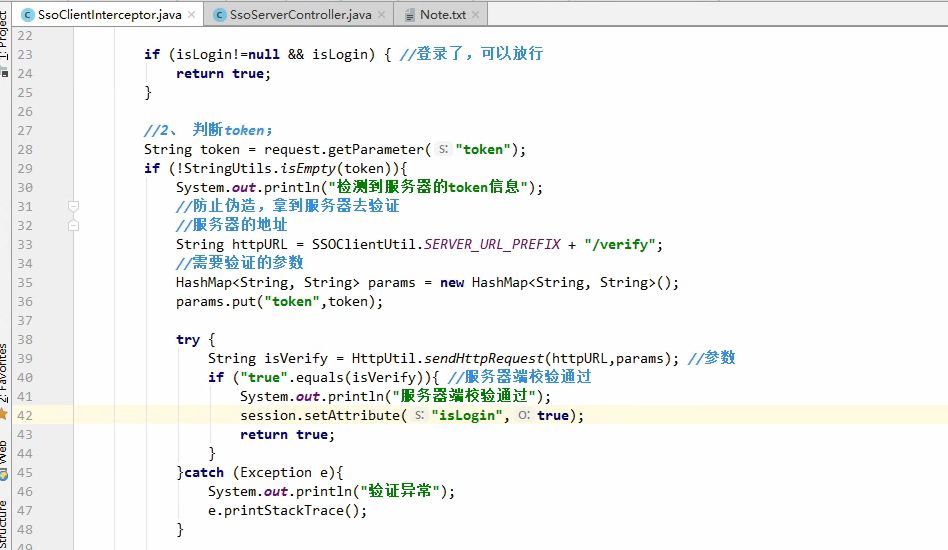 SsoClientInterceptor.java × SsoServerController.java × Note.txt ×
1: Project
22
23 if (isLogin!=null && isLogin) { //登录了，可以放行
24 return true;
25 }
26
27 //2、 判断token；
28 String token = request.getParameter( s: "token");
29 if (!StringUtils.isEmpty(token)){
30 System.out.println("检测到服务器的token信息");
31 //防止伪造，拿到服务器去验证
32 //服务器的地址
33 String httpURL = SSOClientUtil.SERVER_URL_PREFIX + "/verify";
34 //需要验证的参数
35 HashMap<String, String> params = new HashMap<String, String>();
36 params.put("token",token);
37
38 try {
39 String isVerify = HttpUtil.sendHttpRequest(httpURL,params); //参数
40 if ("true".equals(isVerify)){ //服务器端校验通过
41 System.out.println("服务器端校验通过");
42 session.setAttribute( s: "isLogin", o: true);
43 return true;
44 }
45 }catch (Exception e){
46 System.out.println("验证异常");
47 e.printStackTrace();
48 }
49
2: Favorites
Web
Structure